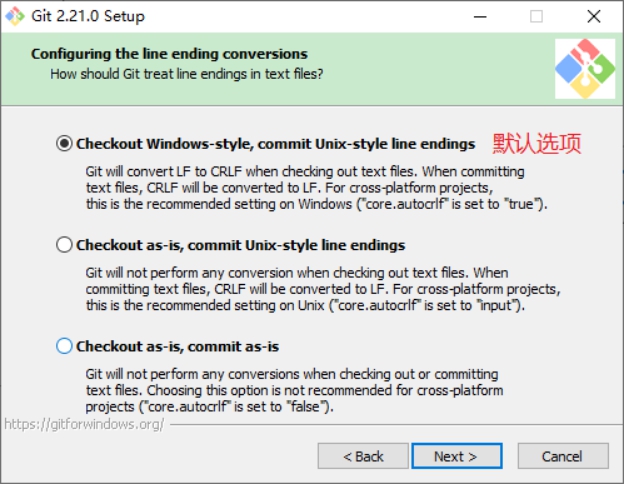 Git 2.21.0 Setup
Configuring the line ending conversions
How should Git treat line endings in text files?
Checkout Windows-style, commit Unix-style line endings 默认选项
Git will convert LF to CRLF when checking out text files. When committing
text files, CRLF will be converted to LF. For cross-platform projects,
this is the recommended setting on Windows ("core.autocrlf" is set to "true").
Checkout as-is, commit Unix-style line endings
Git will not perform any conversion when checking out text files. When
committing text files, CRLF will be converted to LF. For cross-platform projects,
this is the recommended setting on Unix ("core.autocrlf" is set to "input").
Checkout as-is, commit as-is
Git will not perform any conversions when checking out or committing
text files. Choosing this option is not recommended for cross-platform
projects ("core.autocrlf" is set to "false").
https://gitforwindows.org/
< Back Next > Cancel